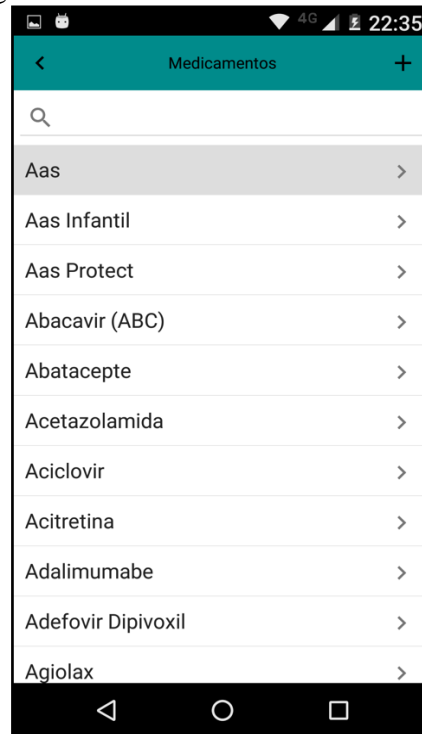 4G 22:35
Medicamentos
Aas
Aas Infantil
Aas Protect
Abacavir (ABC)
Abatacepte
Acetazolamida
Aciclovir
Acitretina
Adalimumabe
Adefovir Dipivoxil
Agiolax